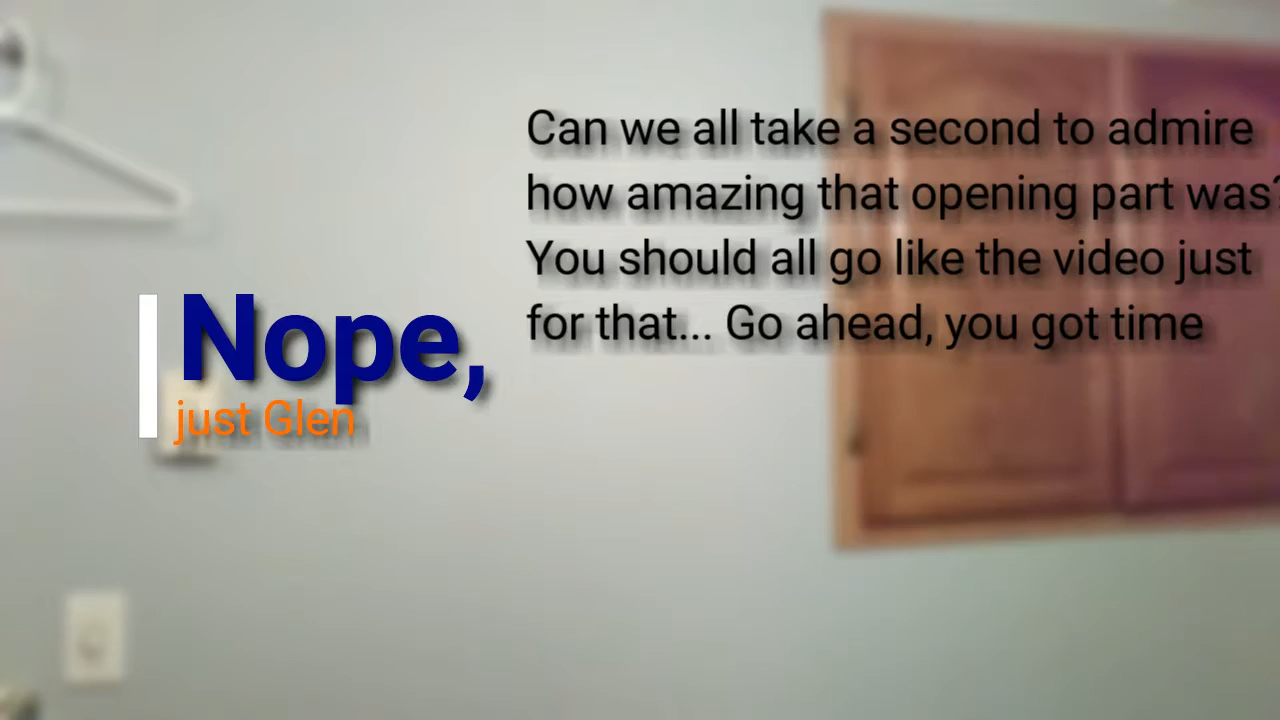 Can we all take a second to admire
how amazing that opening part was?
You should all go like the video just
for that... Go ahead, you got time
Nope,
just Glen